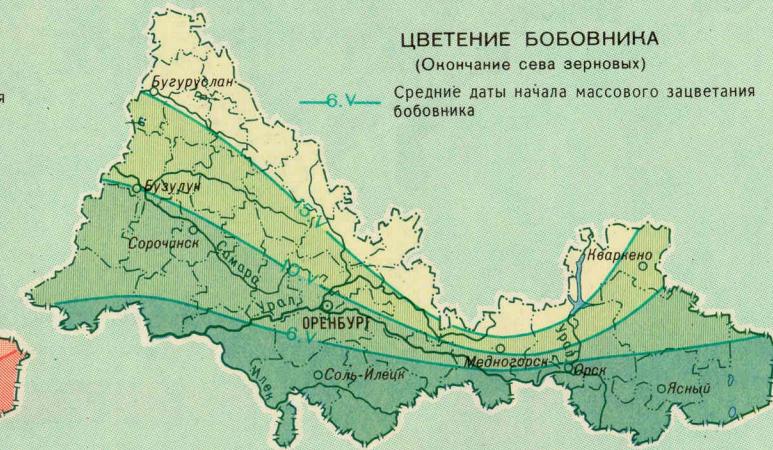 ЦВЕТЕНИЕ БОБОВНИКА
(Окончание сева зерновых)
6.V
Средние даты начала массового зацветания
бобовника
я
Бугуруслан
Бузулук
15.V
Сорочинск
Самара
Кваркено
10.V
Урал
ОРЕНБУРГ
Урал
6.V
Медногорск
Орск
Илек
Соль-Илецк
Ясный